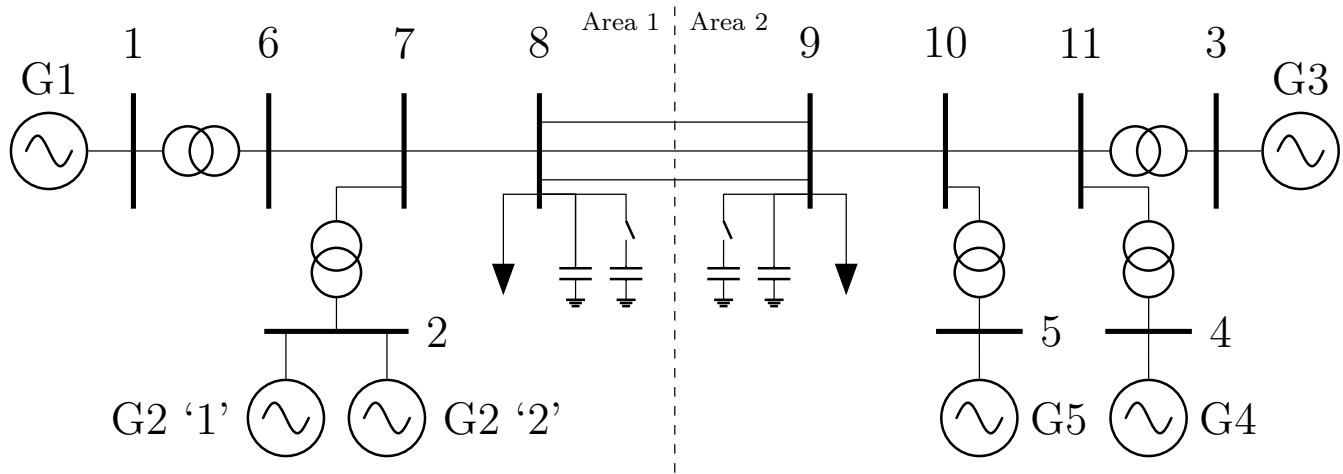 Area 1 Area 2
1 6 7 8 9 10 11 3
G1 G3
2 5 4
G2 ‘1’ G2 ‘2’ G5 G4